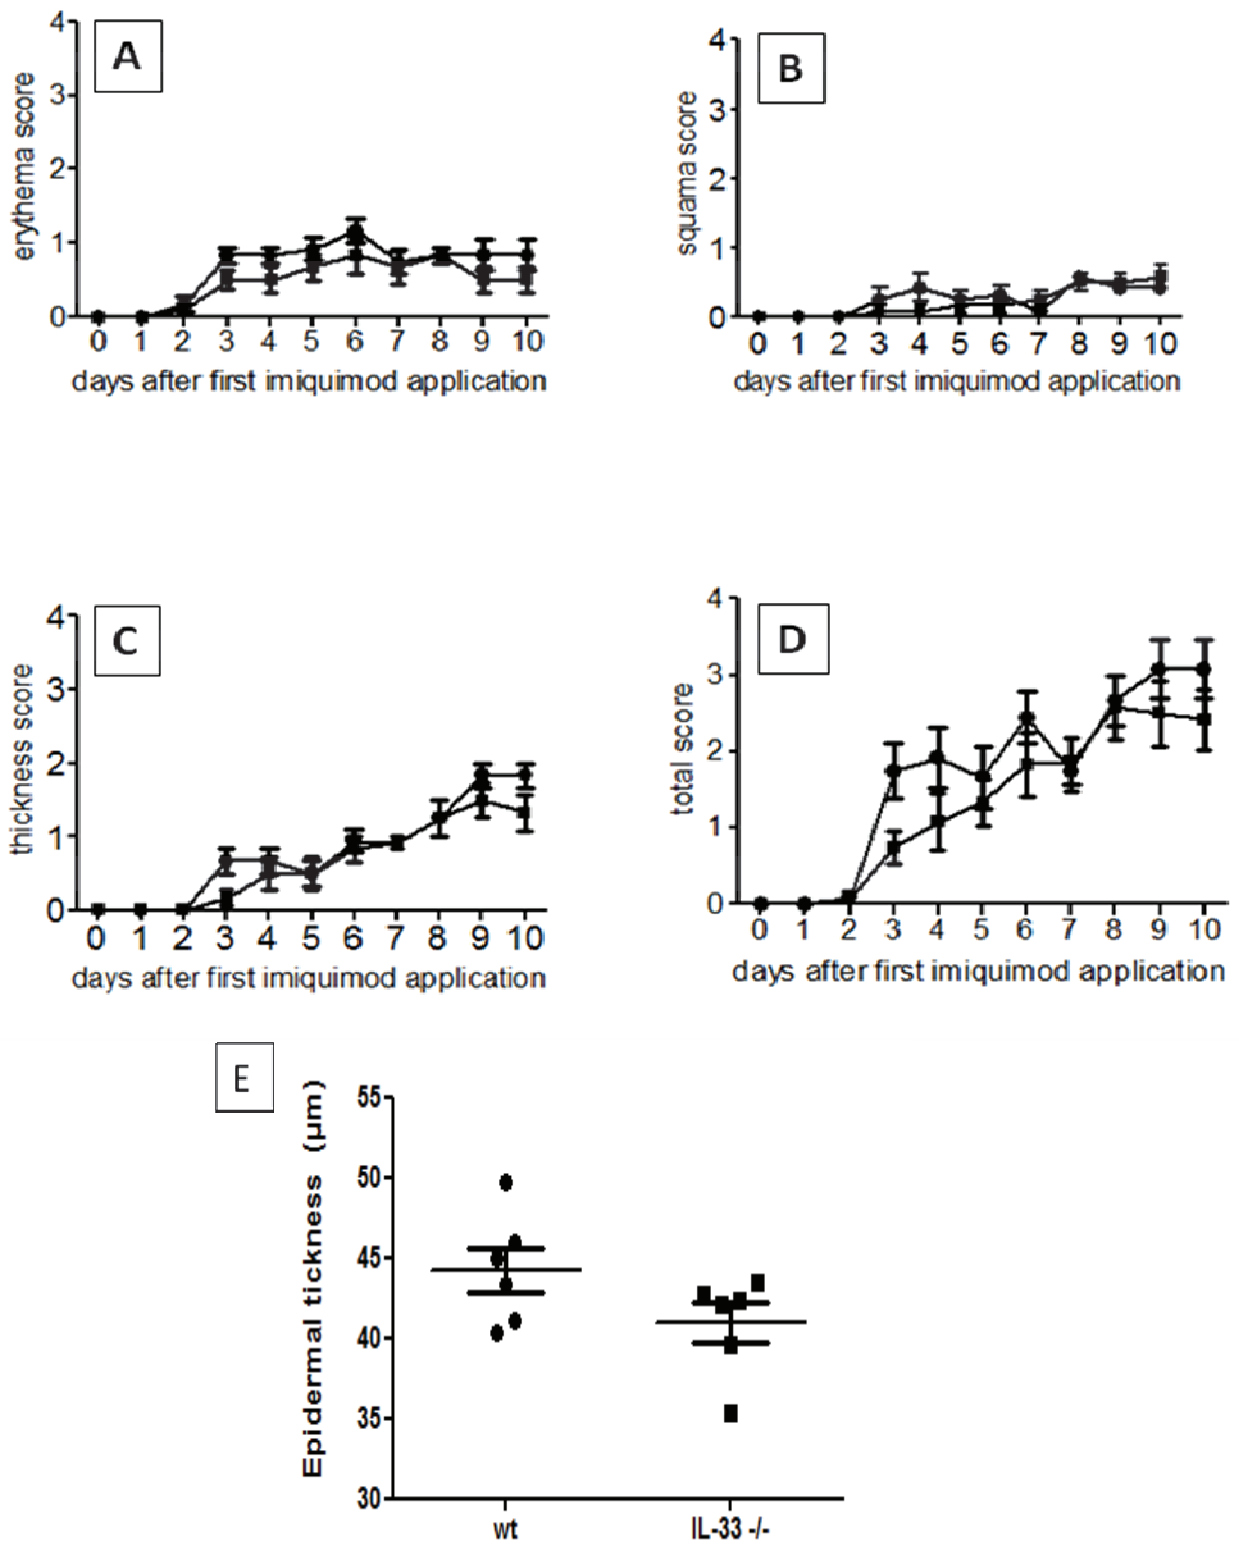 A
erythema score
4
3
2
1
0
0 1 2 3 4 5 6 7 8 9 10
days after first imiquimod application
B
squama score
4
3
2
1
0
0 1 2 3 4 5 6 7 8 9 10
days after first imiquimod application
C
thickness score
4
3
2
1
0
0 1 2 3 4 5 6 7 8 9 10
days after first imiquimod application
D
total score
4
3
2
1
0
0 1 2 3 4 5 6 7 8 9 10
days after first imiquimod application
E
Epidermal tickness (µm)
55
50
45
40
35
30
wt IL-33 -/-